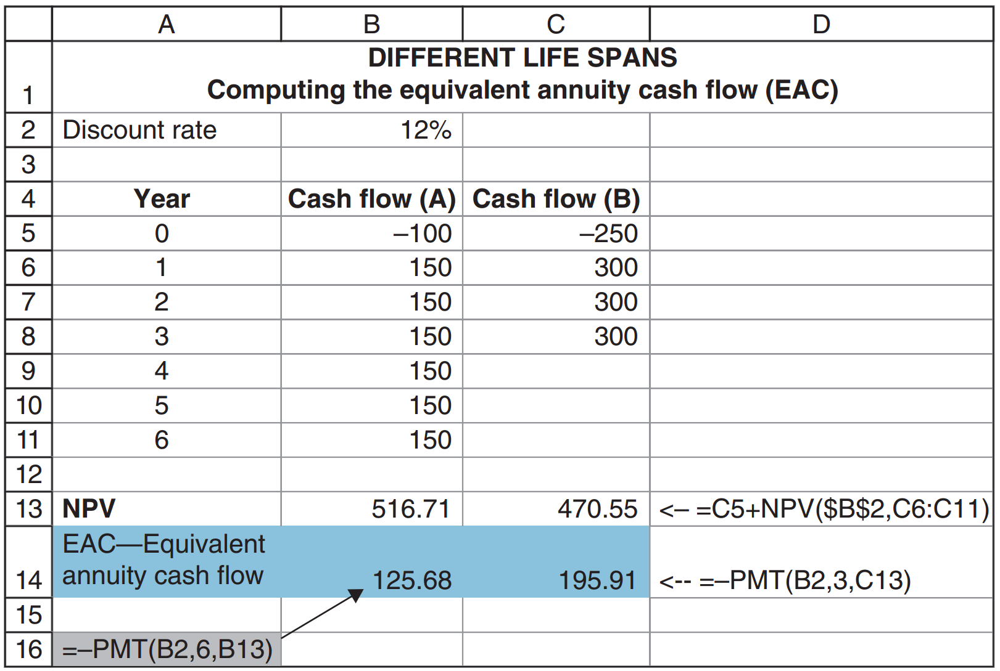 A B C D
1 DIFFERENT LIFE SPANS
Computing the equivalent annuity cash flow (EAC)
2 Discount rate 12%
3
4 Year Cash flow (A) Cash flow (B)
5 0 –100 –250
6 1 150 300
7 2 150 300
8 3 150 300
9 4 150
10 5 150
11 6 150
12
13 NPV 516.71 470.55 <– =C5+NPV($B$2,C6:C11)
EAC—Equivalent
14 annuity cash flow 125.68 195.91 <-- =–PMT(B2,3,C13)
15
16 =–PMT(B2,6,B13)